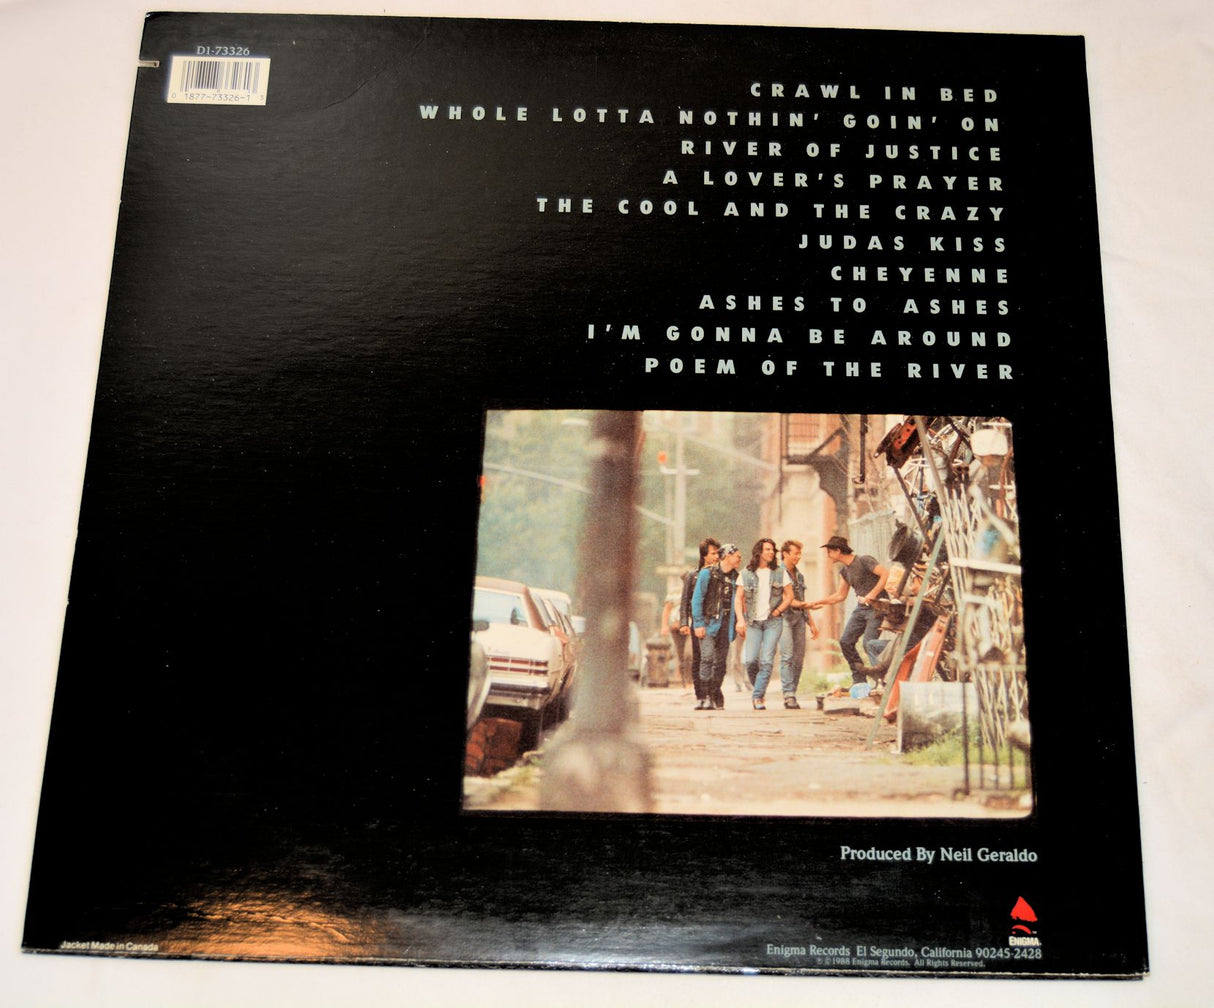 D1-73326
0 1877-73326-1 3
CRAWL IN BED
WHOLE LOTTA NOTHIN' GOIN' ON
RIVER OF JUSTICE
A LOVER'S PRAYER
THE COOL AND THE CRAZY
JUDAS KISS
CHEYENNE
ASHES TO ASHES
I'M GONNA BE AROUND
POEM OF THE RIVER
Produced By Neil Geraldo
ENIGMA
Jacket Made in Canada
Enigma Records El Segundo, California 90245-2428
℗ © 1988 Enigma Records. All Rights Reserved.